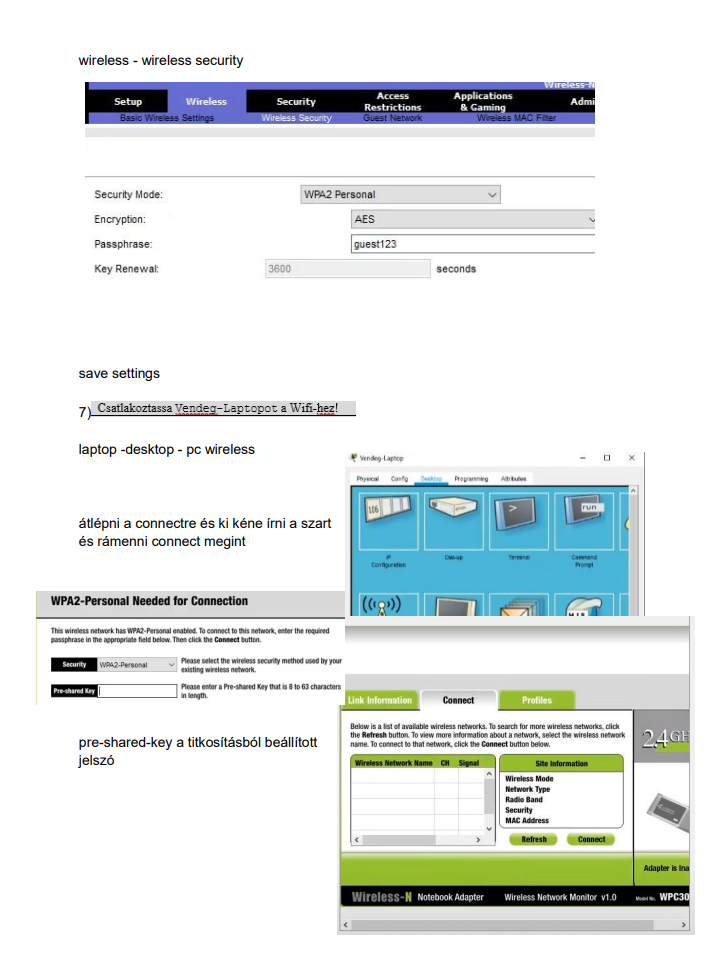 wireless - wireless security
Wireless-N
Setup Wireless Security Access Restrictions Applications & Gaming Admi
Basic Wireless Settings Wireless Security Guest Network Wireless MAC Filter
Security Mode: WPA2 Personal
Encryption: AES
Passphrase: guest123
Key Renewal: 3600 seconds
save settings
7) Csatlakoztassa Vendeg-Laptopot a Wifi-hez!
laptop -desktop - pc wireless
Vendeg-Laptop
Physical Config Desktop Programming Attributes
106
run
IP Configuration
Dial-up
Terminal
Command Prompt
átlépni a connectre és ki kéne írni a szart
és rámenni connect megint
WPA2-Personal Needed for Connection
This wireless network has WPA2-Personal enabled. To connect to this network, enter the required
passphrase in the appropriate field below. Then click the Connect button.
Security WPA2-Personal
Please select the wireless security method used by your
existing wireless network.
Pre-shared Key
Please enter a Pre-shared Key that is 8 to 63 characters
in length.
pre-shared-key a titkosításból beállított
jelszó
Link Information Connect Profiles
Below is a list of available wireless networks. To search for more wireless networks, click
the Refresh button. To view more information about a network, select the wireless network
name. To connect to that network, click the Connect button below.
Wireless Network Name CH Signal
Site Information
Wireless Mode
Network Type
Radio Band
Security
MAC Address
Refresh Connect
2.4GH
Adapter is Ina
Wireless-N Notebook Adapter Wireless Network Monitor v1.0 Model No. WPC30